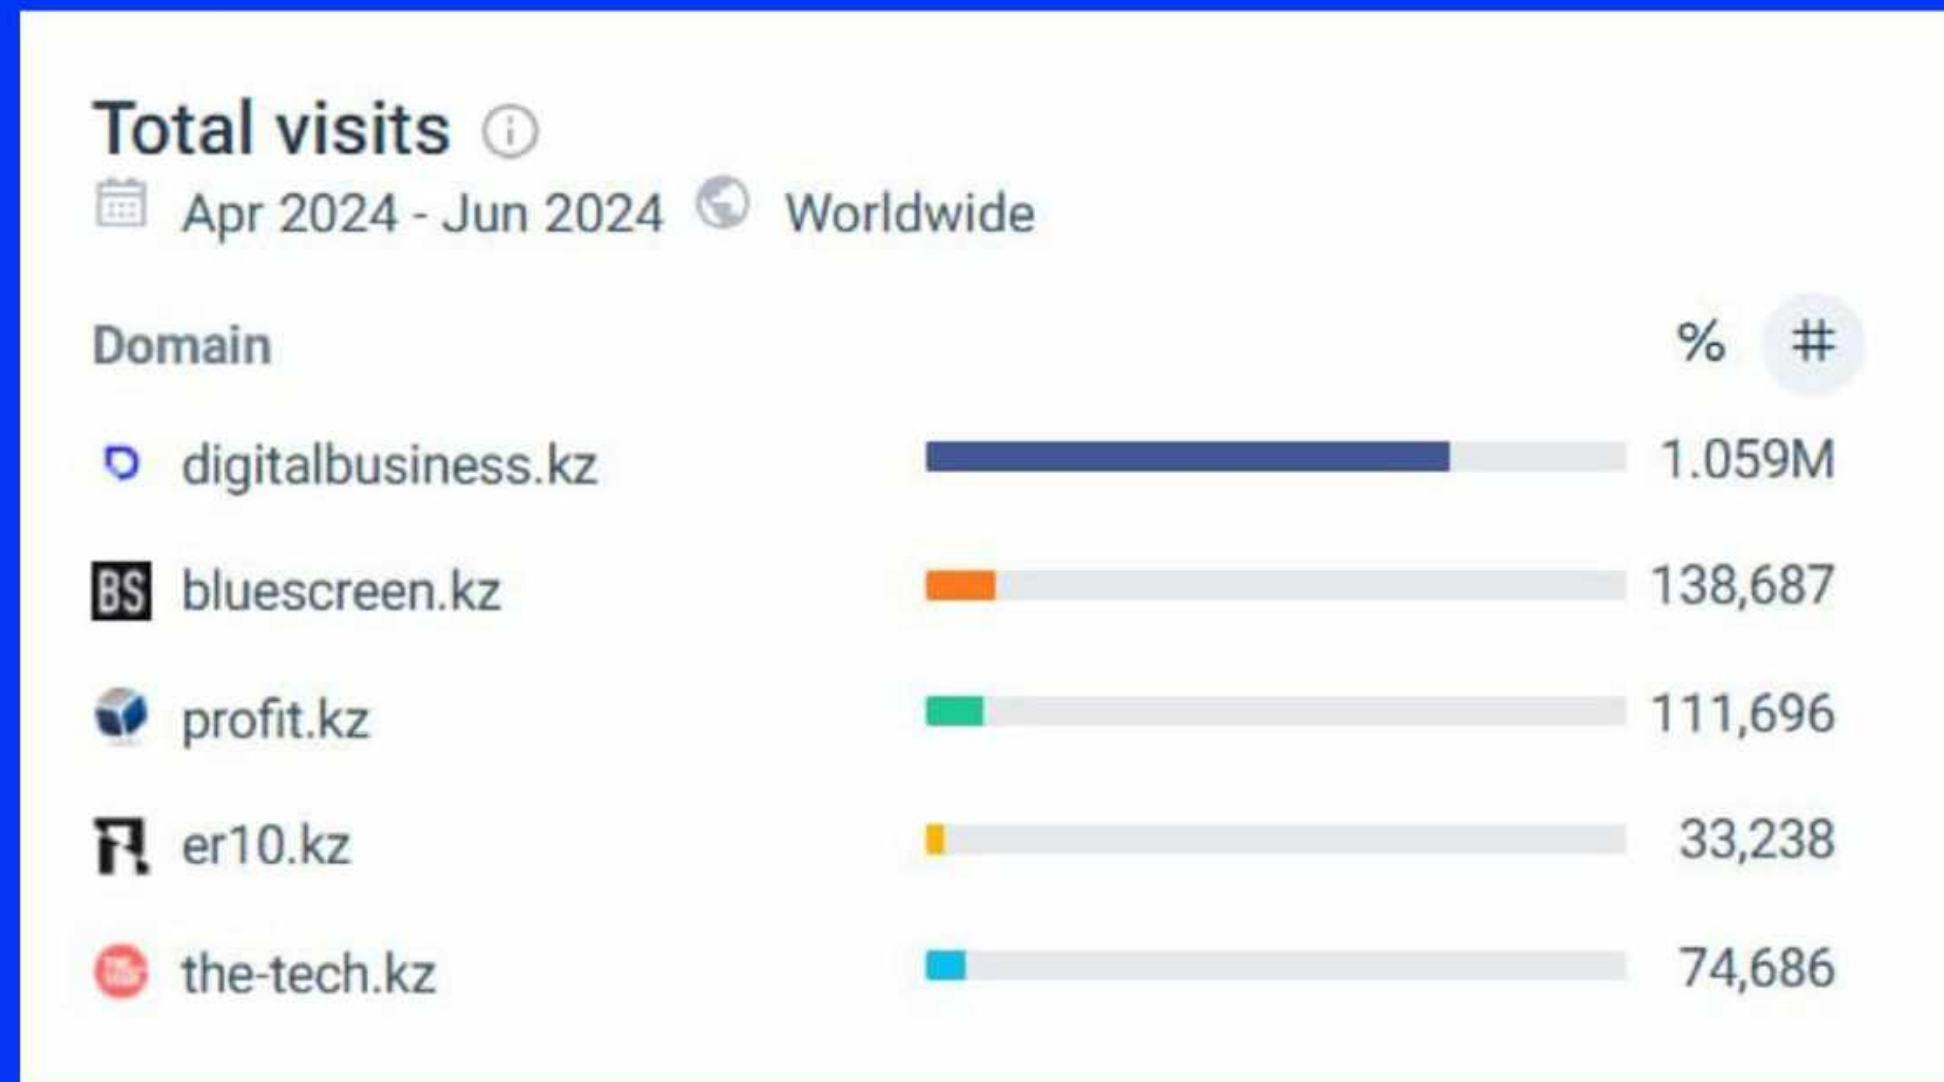 Total visits
Apr 2024 - Jun 2024 Worldwide
Domain % #
digitalbusiness.kz 1.059M
BS bluescreen.kz 138,687
profit.kz 111,696
er10.kz 33,238
the-tech.kz 74,686